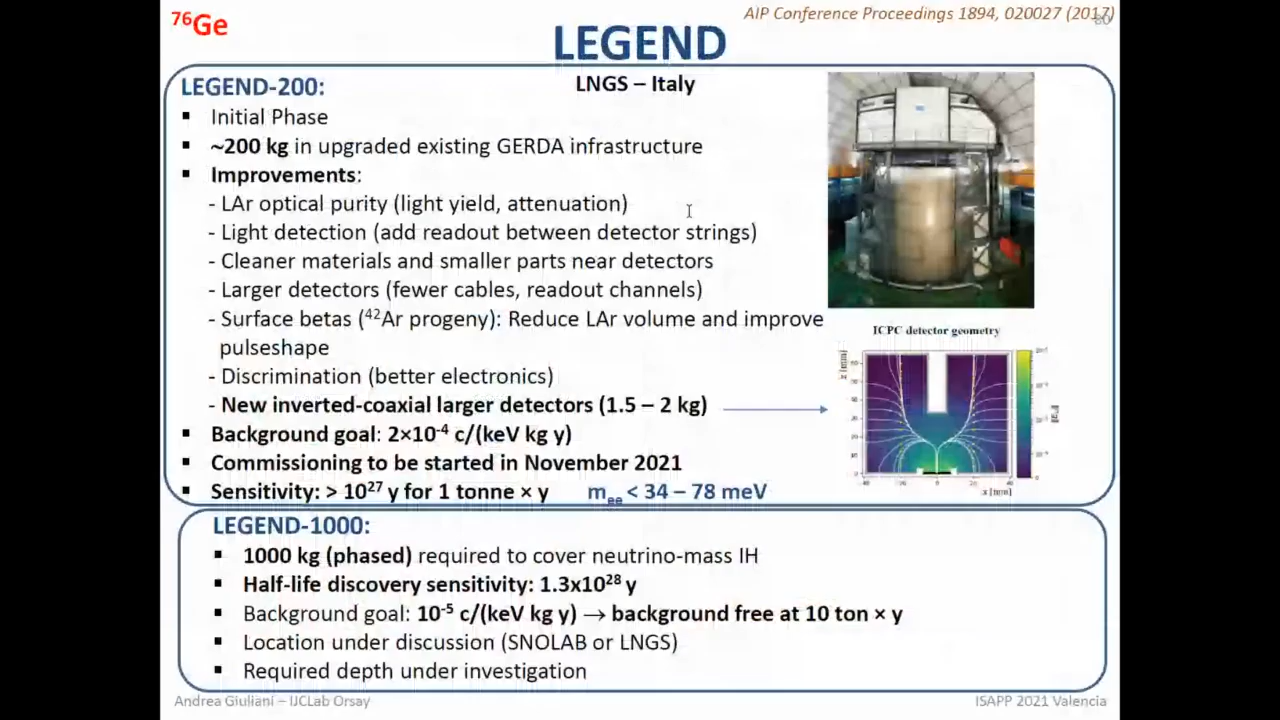 ⁷⁶Ge
AIP Conference Proceedings 1894, 020027 (2017)
80
LEGEND
LEGEND-200:
LNGS – Italy
▪ Initial Phase
▪ ~200 kg in upgraded existing GERDA infrastructure
▪ Improvements:
- LAr optical purity (light yield, attenuation)
- Light detection (add readout between detector strings)
- Cleaner materials and smaller parts near detectors
- Larger detectors (fewer cables, readout channels)
- Surface betas (⁴²Ar progeny): Reduce LAr volume and improve
pulseshape
- Discrimination (better electronics)
- New inverted-coaxial larger detectors (1.5 – 2 kg)
▪ Background goal: 2×10⁻⁴ c/(keV kg y)
▪ Commissioning to be started in November 2021
▪ Sensitivity: > 10²⁷ y for 1 tonne × y mₑₑ < 34 – 78 meV
ICPC detector geometry
x [mm]
LEGEND-1000:
▪ 1000 kg (phased) required to cover neutrino-mass IH
▪ Half-life discovery sensitivity: 1.3x10²⁸ y
▪ Background goal: 10⁻⁵ c/(keV kg y) → background free at 10 ton × y
▪ Location under discussion (SNOLAB or LNGS)
▪ Required depth under investigation
Andrea Giuliani – IJCLab Orsay
ISAPP 2021 Valencia